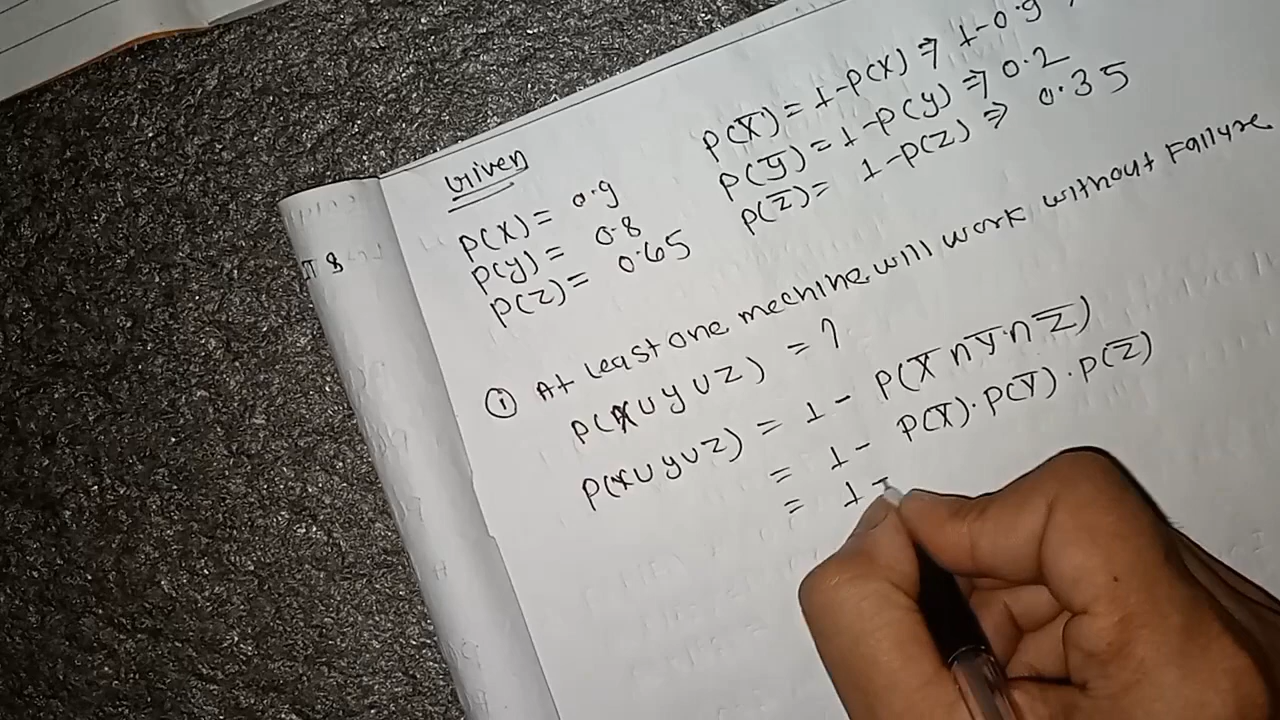 Given
P(X) = 0.9
P(y) = 0.8
P(Z) = 0.65
P(X̅) = 1-P(X) ⇒ 1-0.9
P(y̅) = 1-P(y) ⇒ 0.2
P(Z̅) = 1-P(Z) ⇒ 0.35
① At Least one mechine will work without Failyre
P(X∪y∪Z) = ?
P(X∪y∪Z) = 1 - P(X̅∩Y̅∩Z̅)
= 1 - P(X̅)·P(Y̅)·P(Z̅)
= 1 -